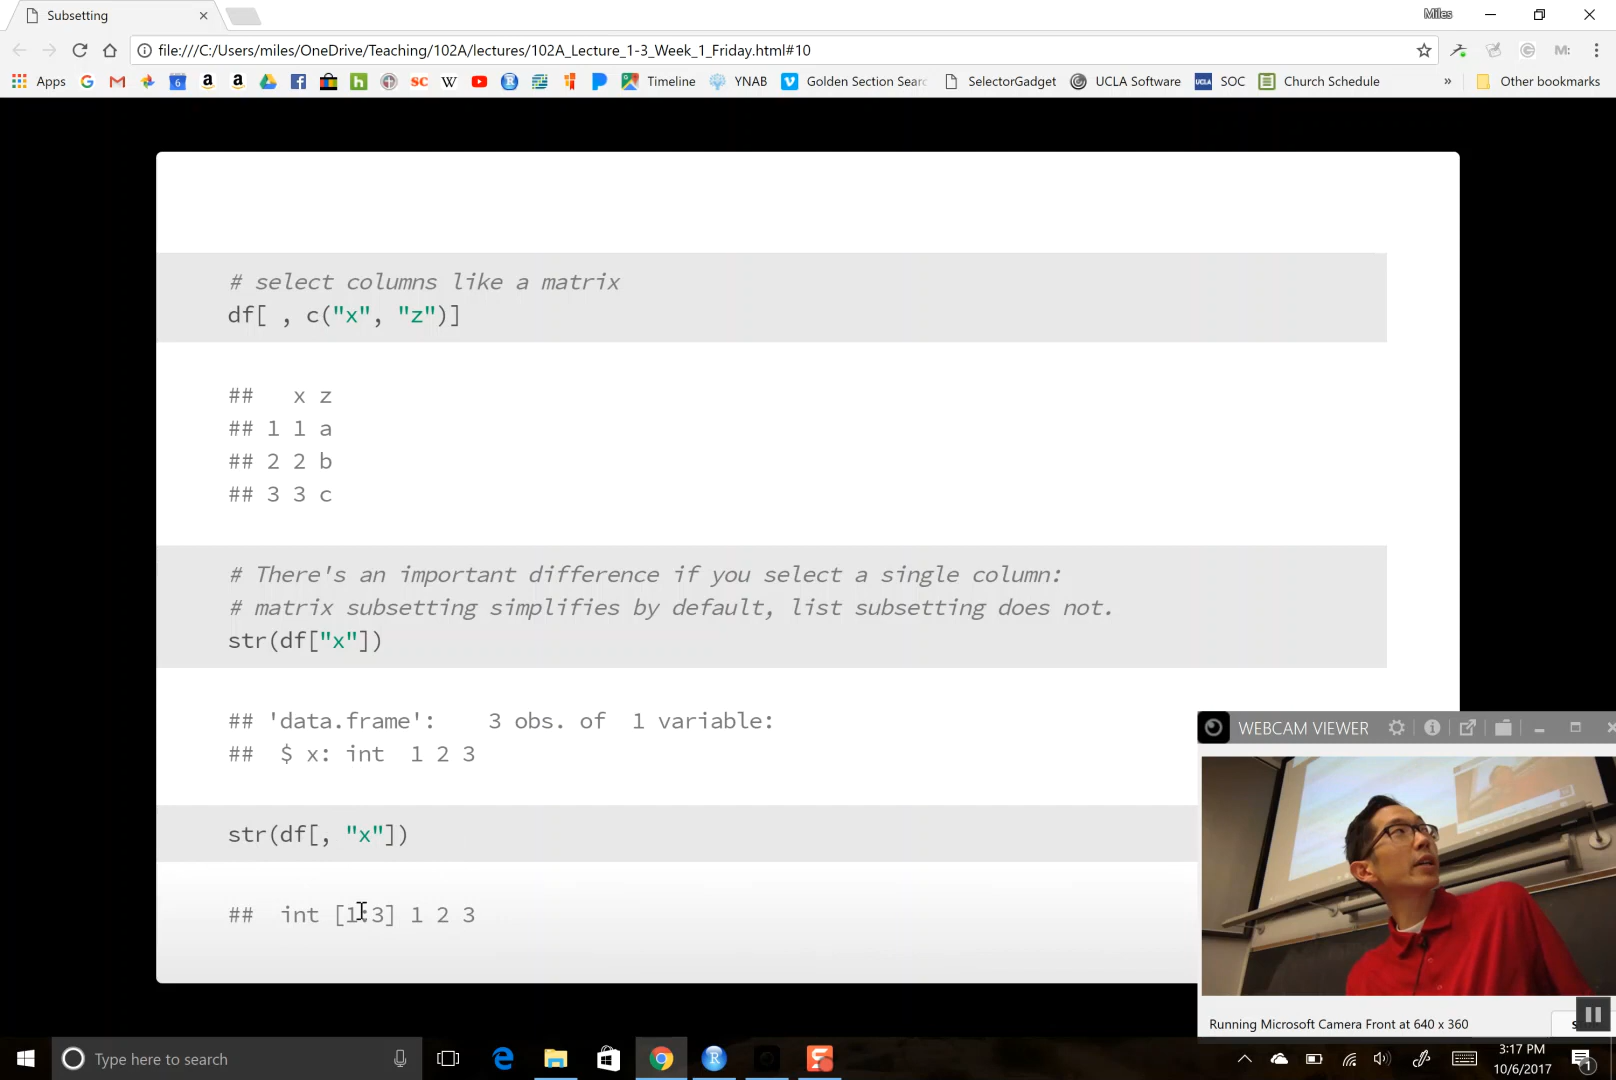 Subsetting
Miles
file:///C:/Users/miles/OneDrive/Teaching/102A/lectures/102A_Lecture_1-3_Week_1_Friday.html#10
Apps
Timeline
YNAB
Golden Section Sear
SelectorGadget
UCLA Software
SOC
Church Schedule
»
Other bookmarks
# select columns like a matrix
df[ , c("x", "z")]
##   x z
## 1 1 a
## 2 2 b
## 3 3 c
# There's an important difference if you select a single column:
# matrix subsetting simplifies by default, list subsetting does not.
str(df["x"])
## 'data.frame':    3 obs. of  1 variable:
##  $ x: int  1 2 3
str(df[, "x"])
##  int [1:3] 1 2 3
WEBCAM VIEWER
Running Microsoft Camera Front at 640 x 360
Type here to search
3:17 PM
10/6/2017